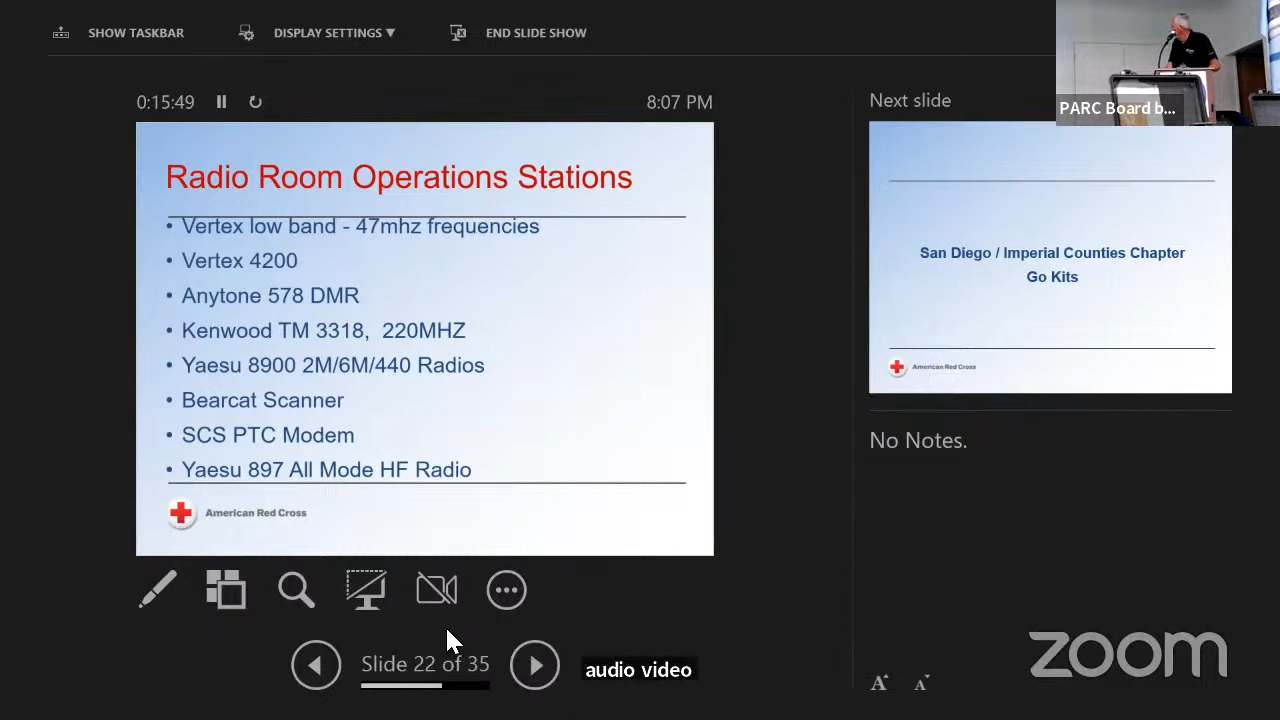 SHOW TASKBAR
DISPLAY SETTINGS ▼
END SLIDE SHOW
PARC Board b...
0:15:49
8:07 PM
Next slide
Radio Room Operations Stations
• Vertex low band - 47mhz frequencies
• Vertex 4200
• Anytone 578 DMR
• Kenwood TM 3318,  220MHZ
• Yaesu 8900 2M/6M/440 Radios
• Bearcat Scanner
• SCS PTC Modem
• Yaesu 897 All Mode HF Radio
American Red Cross
San Diego / Imperial Counties Chapter
Go Kits
American Red Cross
No Notes.
Slide 22 of 35
audio video
A A
zoom